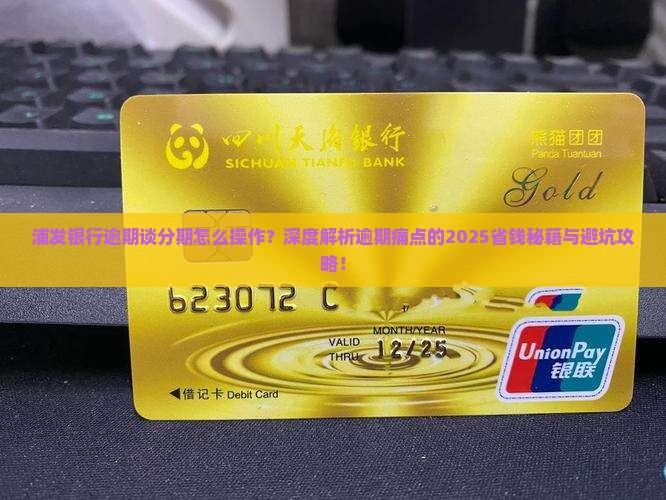 四川天府银行
SICHUAN TIANFU BANK
熊猫团团
Panda Tuantuan
Gold
浦发银行逾期谈分期怎么操作？深度解析逾期痛点的2025省钱秘籍与避坑攻
略！
623072 C
MONTH/YEAR
VALID
THRU
12/25
UnionPay
银联
◀借记卡 Debit Card